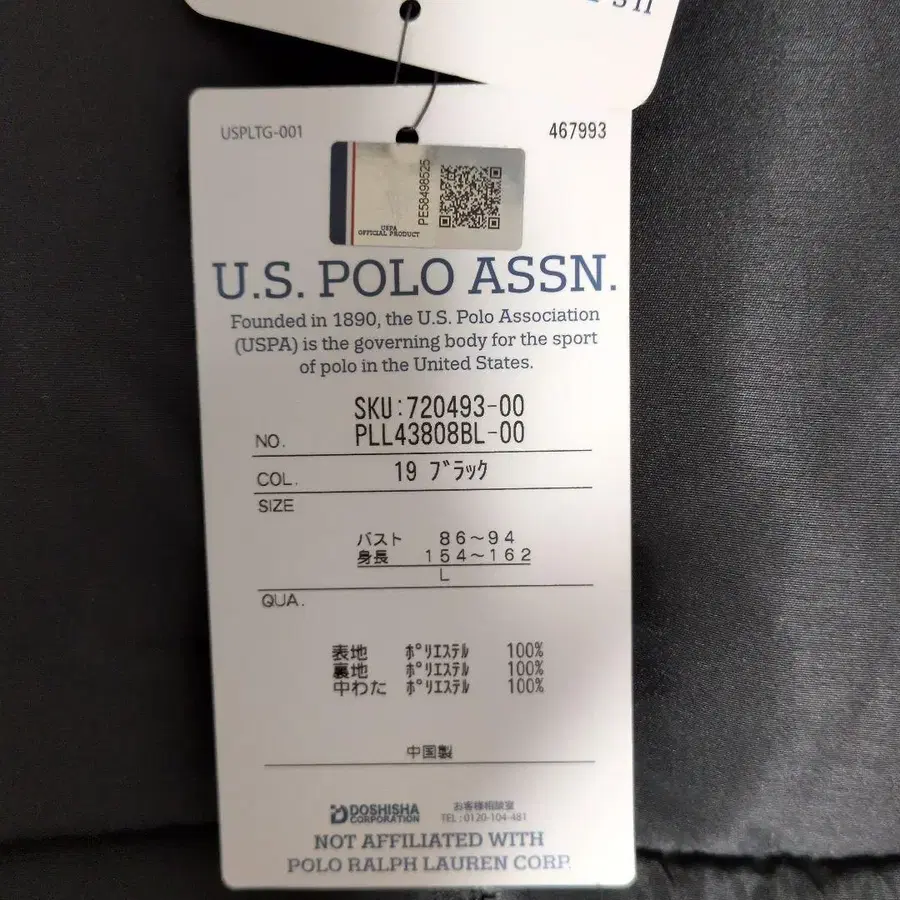 USPLTG-001 467993
PE58498525
USPA
OFFICIAL PRODUCT
U.S. POLO ASSN.
Founded in 1890, the U.S. Polo Association
(USPA) is the governing body for the sport
of polo in the United States.
SKU:720493-00
NO. PLL43808BL-00
COL. 19 ﾌﾞﾗｯｸ
SIZE
バスト 86～94
身長 154～162
L
QUA.
表地 ﾎﾟﾘｴｽﾃﾙ 100%
裏地 ﾎﾟﾘｴｽﾃﾙ 100%
中わた ﾎﾟﾘｴｽﾃﾙ 100%
中国製
DOSHISHA CORPORATION
お客様相談室
TEL:0120-104-481
NOT AFFILIATED WITH
POLO RALPH LAUREN CORP.